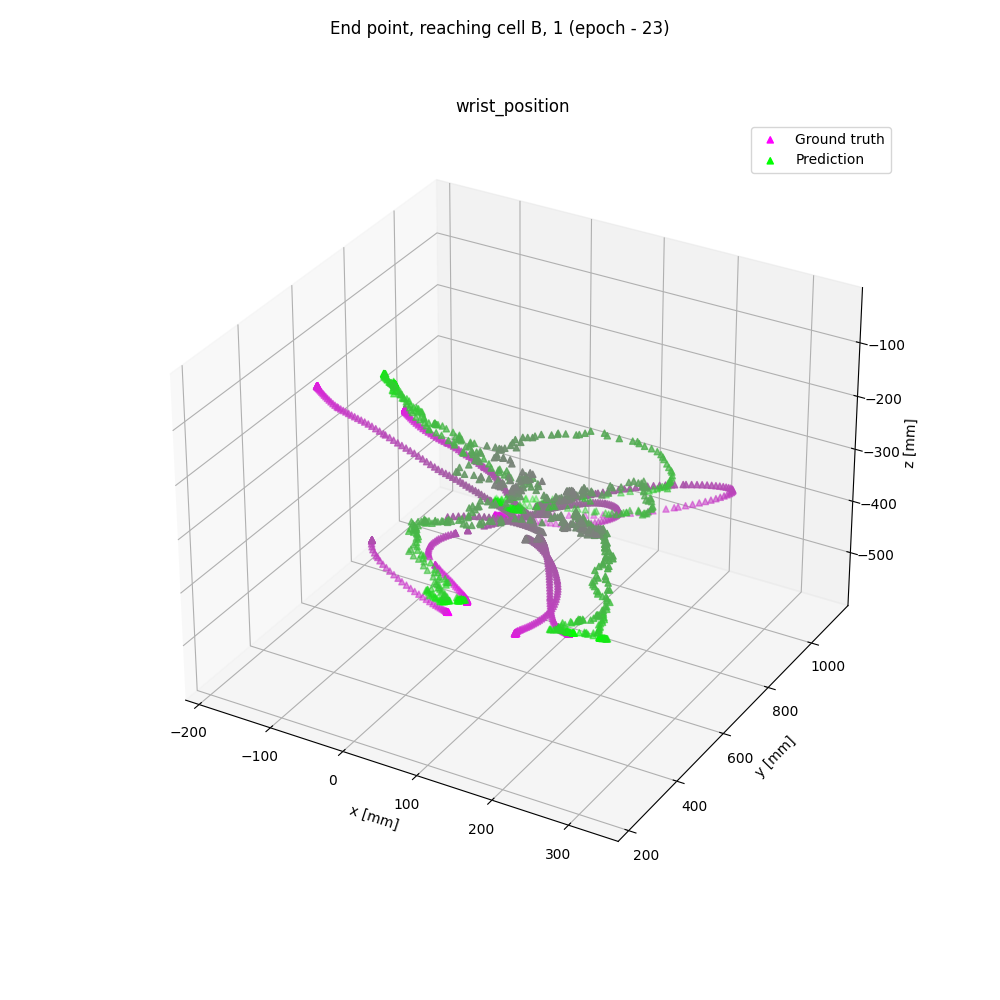 End point, reaching cell B, 1 (epoch - 23)
wrist_position
Ground truth
Prediction
−100
−200
−300
−400
−500
z [mm]
1000
800
600
400
200
y [mm]
−200
−100
0
100
200
300
x [mm]